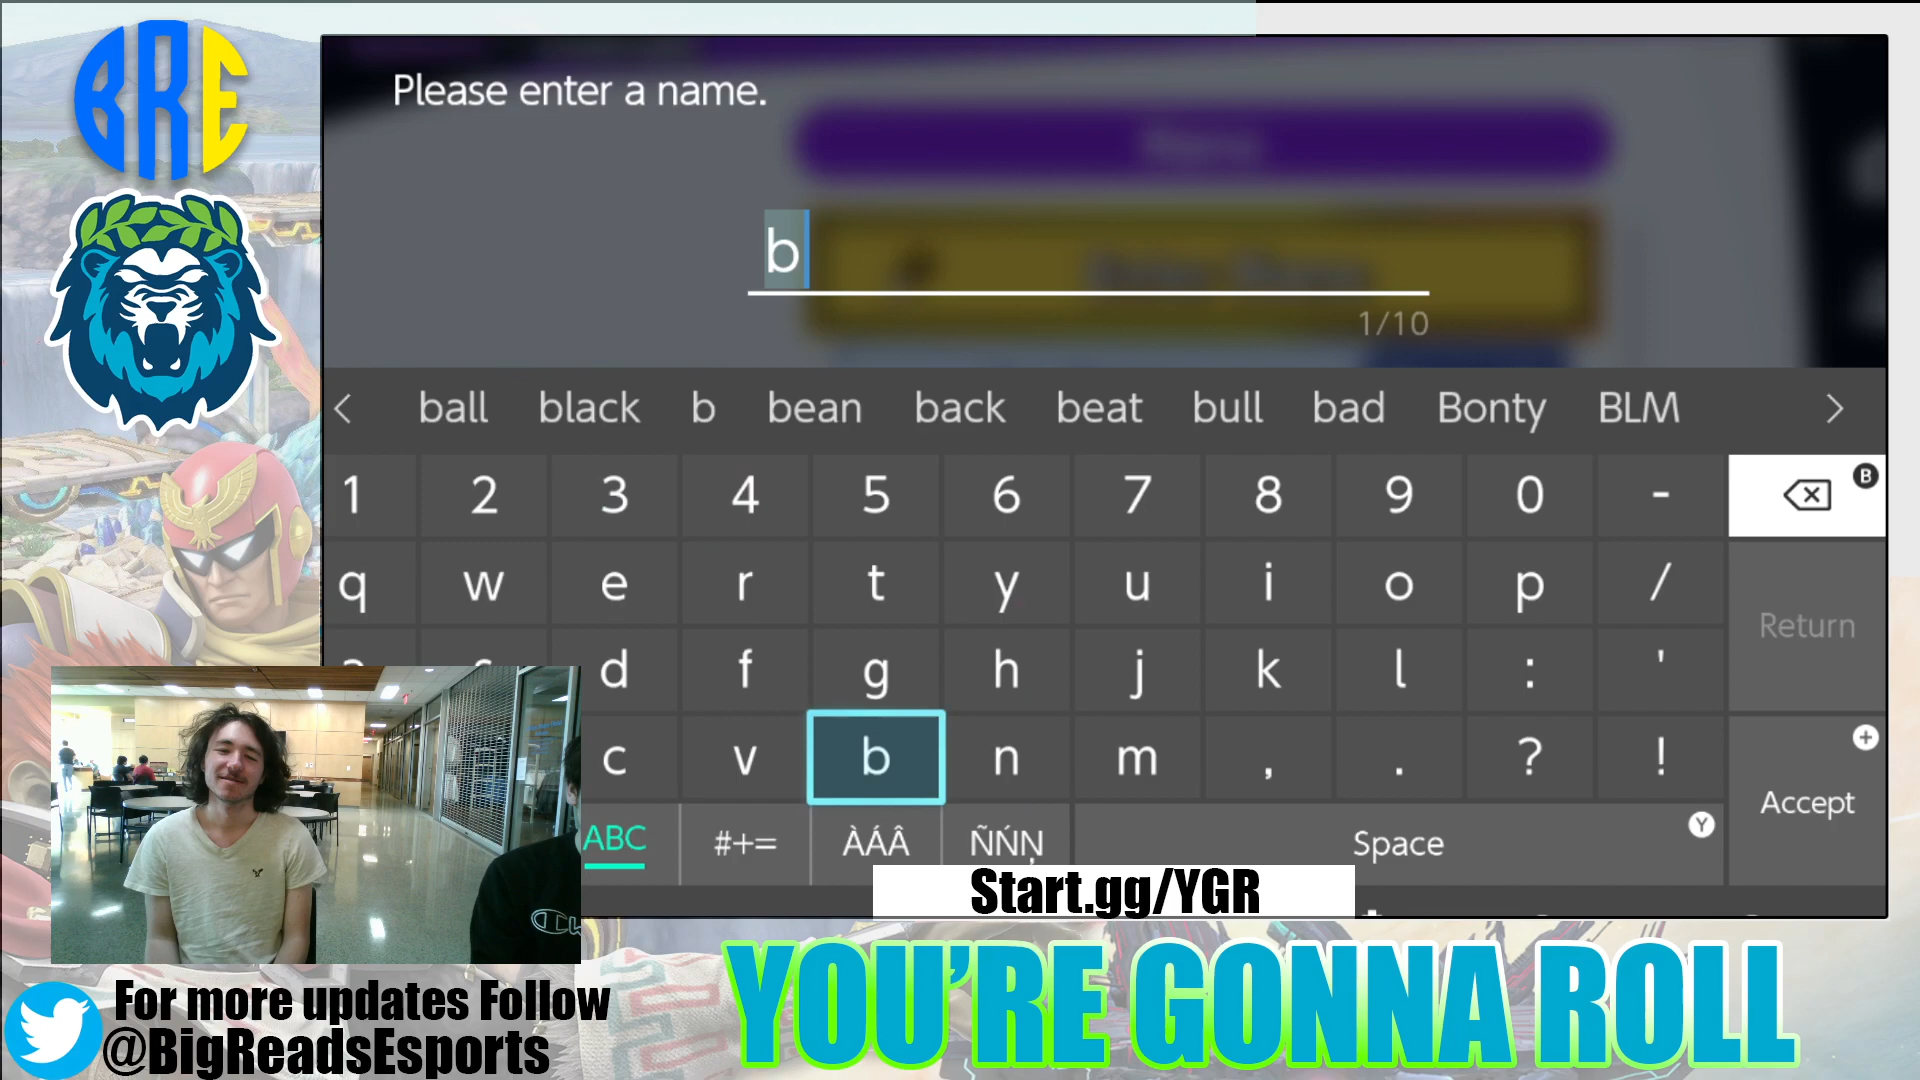 BRE
Please enter a name.
b
1/10
< ball black b bean back beat bull bad Bonty BLM >
1 2 3 4 5 6 7 8 9 0 - B
q w e r t y u i o p / Return
d f g h j k l : '
c v b n m , . ? ! + Accept
ABC #+= ÀÁÂ ÑŃŅ Space Y
Start.gg/YGR
For more updates Follow
@BigReadsEsports
YOU'RE GONNA ROLL